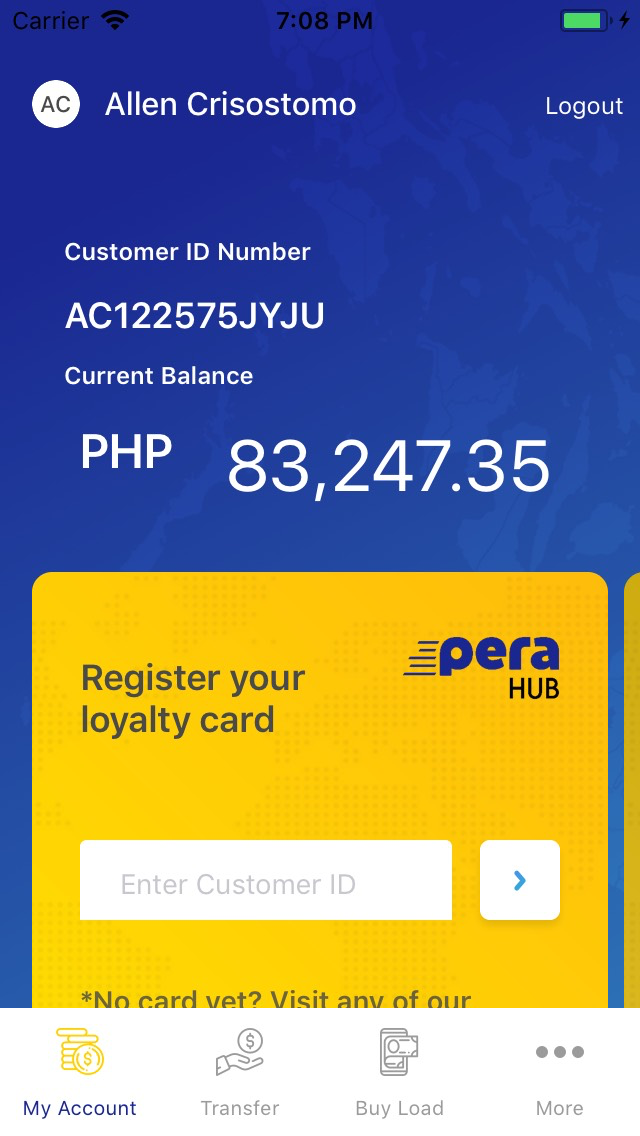 Carrier 7:08 PM
AC Allen Crisostomo Logout
Customer ID Number
AC122575JYJU
Current Balance
PHP 83,247.35
pera
HUB
Register your
loyalty card
Enter Customer ID
*No card yet? Visit any of our
My Account Transfer Buy Load More